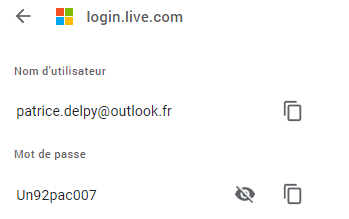 login.live.com
Nom d'utilisateur
patrice.delpy@outlook.fr
Mot de passe
Un92pac007